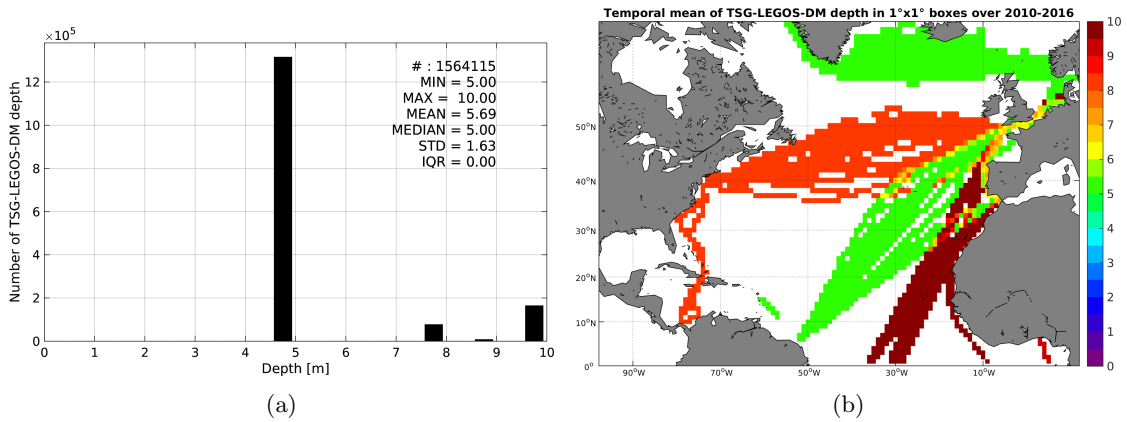 ×10⁵
Number of TSG-LEGOS-DM depth
12
10
8
6
4
2
0
# : 1564115
MIN = 5.00
MAX = 10.00
MEAN = 5.69
MEDIAN = 5.00
STD = 1.63
IQR = 0.00
0 1 2 3 4 5 6 7 8 9 10
Depth [m]
(a)
Temporal mean of TSG-LEGOS-DM depth in 1°x1° boxes over 2010-2016
50°N
40°N
30°N
20°N
10°N
0°
90°W 70°W 50°W 30°W 10°W
10
9
8
7
6
5
4
3
2
1
0
(b)